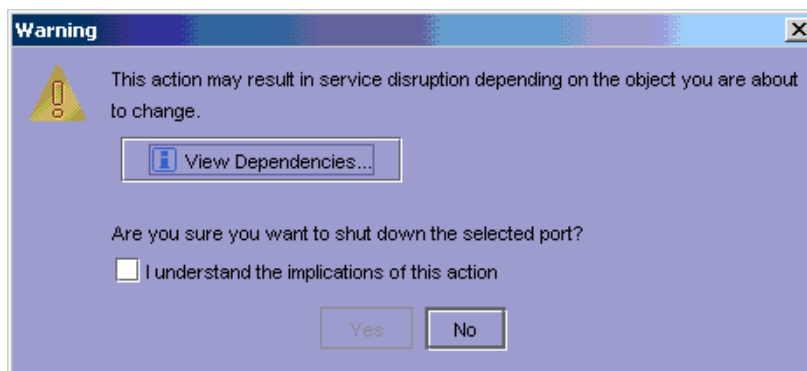 Warning
This action may result in service disruption depending on the object you are about
to change.
View Dependencies...
Are you sure you want to shut down the selected port?
I understand the implications of this action
Yes No